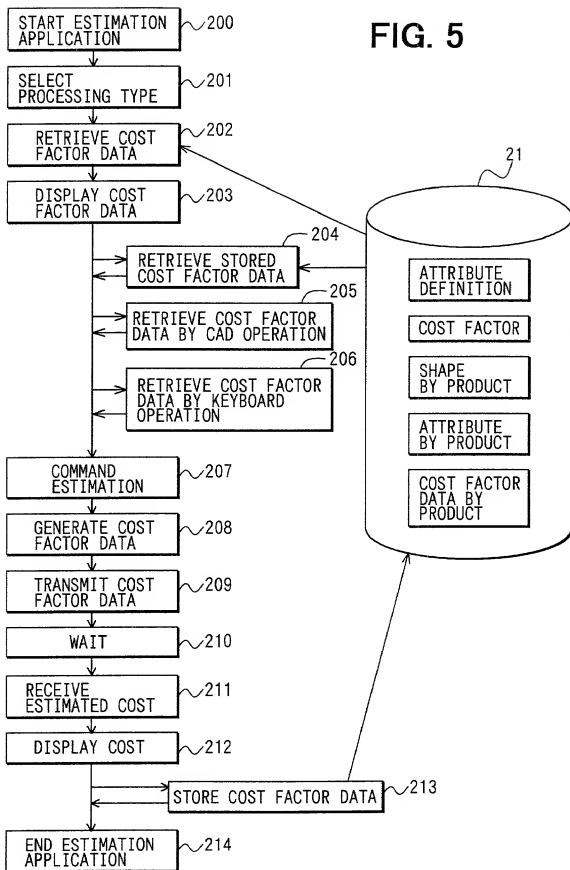 FIG. 5
START ESTIMATION
APPLICATION
200
SELECT
PROCESSING TYPE
201
RETRIEVE COST
FACTOR DATA
202
DISPLAY COST
FACTOR DATA
203
204
RETRIEVE STORED
COST FACTOR DATA
205
RETRIEVE COST FACTOR
DATA BY CAD OPERATION
206
RETRIEVE COST FACTOR
DATA BY KEYBOARD
OPERATION
COMMAND
ESTIMATION
207
GENERATE COST
FACTOR DATA
208
TRANSMIT COST
FACTOR DATA
209
WAIT
210
RECEIVE
ESTIMATED COST
211
DISPLAY COST
212
STORE COST FACTOR DATA
213
END ESTIMATION
APPLICATION
214
21
ATTRIBUTE
DEFINITION
COST FACTOR
SHAPE
BY PRODUCT
ATTRIBUTE
BY PRODUCT
COST FACTOR
DATA BY
PRODUCT